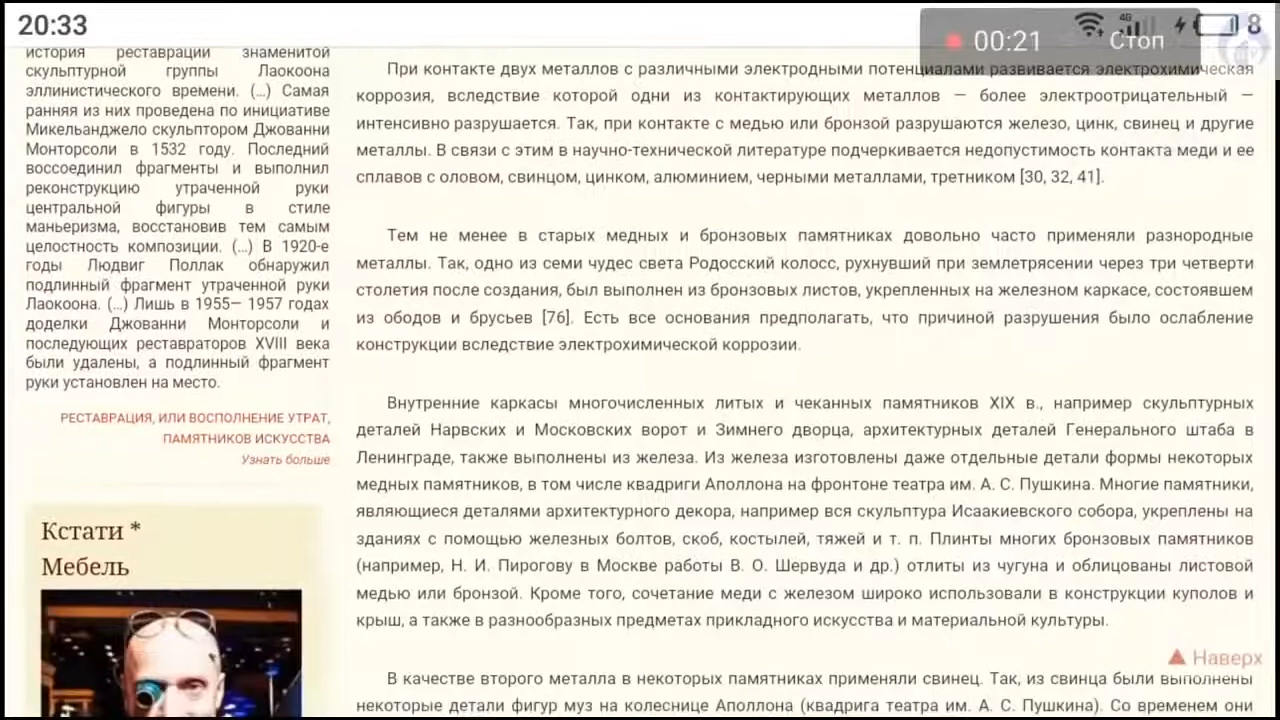 20:33
4G
8
00:21
Стоп
история реставрации знаменитой
скульптурной группы Лаокоона
эллинистического времени. (...) Самая
ранняя из них проведена по инициативе
Микельанджело скульптором Джованни
Монторсоли в 1532 году. Последний
воссоединил фрагменты и выполнил
реконструкцию утраченной руки
центральной фигуры в стиле
маньеризма, восстановив тем самым
целостность композиции. (...) В 1920-е
годы Людвиг Поллак обнаружил
подлинный фрагмент утраченной руки
Лаокоона. (...) Лишь в 1955— 1957 годах
доделки Джованни Монторсоли и
последующих реставраторов XVIII века
были удалены, а подлинный фрагмент
руки установлен на место.
РЕСТАВРАЦИЯ, ИЛИ ВОСПОЛНЕНИЕ УТРАТ,
ПАМЯТНИКОВ ИСКУССТВА
Узнать больше
Кстати *
Мебель
При контакте двух металлов с различными электродными потенциалами развивается электрохимическая
коррозия, вследствие которой одни из контактирующих металлов — более электроотрицательный —
интенсивно разрушается. Так, при контакте с медью или бронзой разрушаются железо, цинк, свинец и другие
металлы. В связи с этим в научно-технической литературе подчеркивается недопустимость контакта меди и ее
сплавов с оловом, свинцом, цинком, алюминием, черными металлами, третником [30, 32, 41].
Тем не менее в старых медных и бронзовых памятниках довольно часто применяли разнородные
металлы. Так, одно из семи чудес света Родосский колосс, рухнувший при землетрясении через три четверти
столетия после создания, был выполнен из бронзовых листов, укрепленных на железном каркасе, состоявшем
из ободов и брусьев [76]. Есть все основания предполагать, что причиной разрушения было ослабление
конструкции вследствие электрохимической коррозии.
Внутренние каркасы многочисленных литых и чеканных памятников XIX в., например скульптурных
деталей Нарвских и Московских ворот и Зимнего дворца, архитектурных деталей Генерального штаба в
Ленинграде, также выполнены из железа. Из железа изготовлены даже отдельные детали формы некоторых
медных памятников, в том числе квадриги Аполлона на фронтоне театра им. А. С. Пушкина. Многие памятники,
являющиеся деталями архитектурного декора, например вся скульптура Исаакиевского собора, укреплены на
зданиях с помощью железных болтов, скоб, костылей, тяжей и т. п. Плинты многих бронзовых памятников
(например, Н. И. Пирогову в Москве работы В. О. Шервуда и др.) отлиты из чугуна и облицованы листовой
медью или бронзой. Кроме того, сочетание меди с железом широко использовали в конструкции куполов и
крыш, а также в разнообразных предметах прикладного искусства и материальной культуры.
Наверх
В качестве второго металла в некоторых памятниках применяли свинец. Так, из свинца были выполнены
некоторые детали фигур муз на колеснице Аполлона (квадрига театра им. А. С. Пушкина). Со временем они